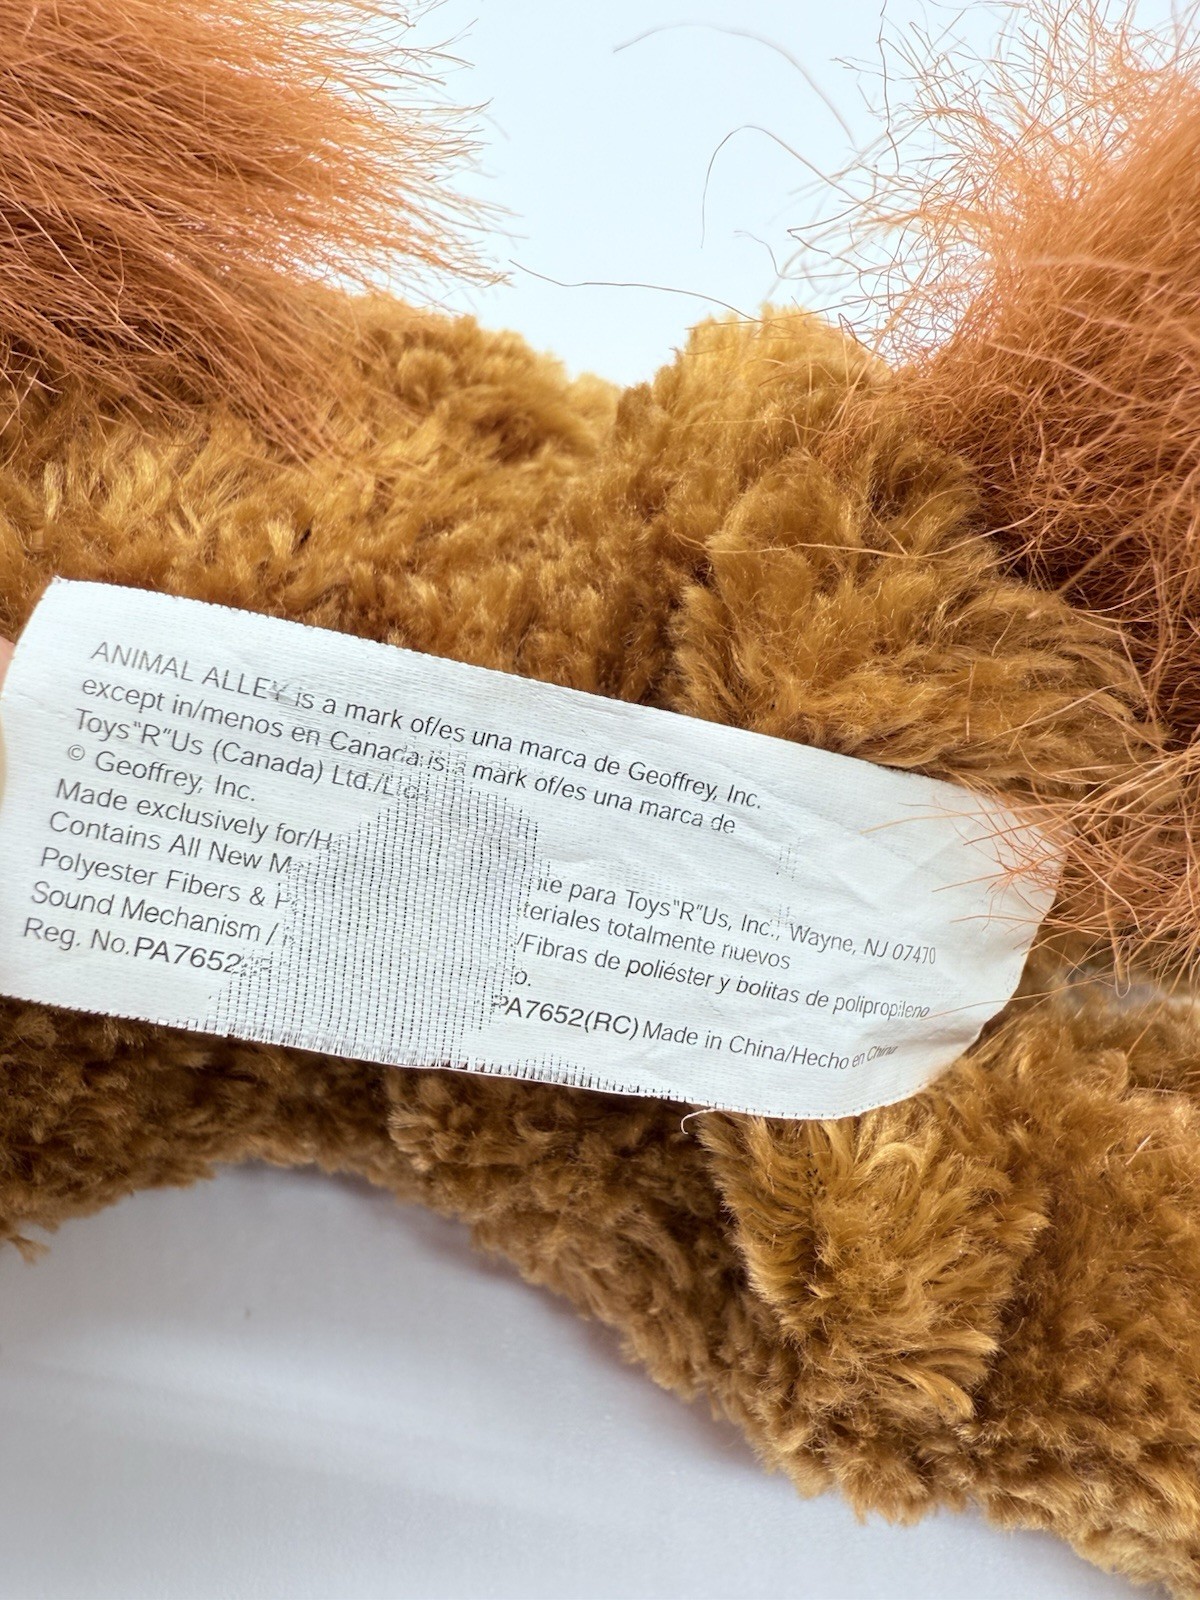 ANIMAL ALLEY is a mark of/es una marca de Geoffrey, Inc.
except in/menos en Canada is a mark of/es una marca de
Toys"R"Us (Canada) Ltd./Ltd.
© Geoffrey, Inc.
Made exclusively for/ para Toys"R"Us, Inc., Wayne, NJ 07470
Contains All New totalmente nuevos
Polyester Fibers & /Fibras de poliéster y bolitas de polipropileno
Sound Mechanism /
Reg. No.PA7652 PA7652(RC) Made in China/Hecho en China